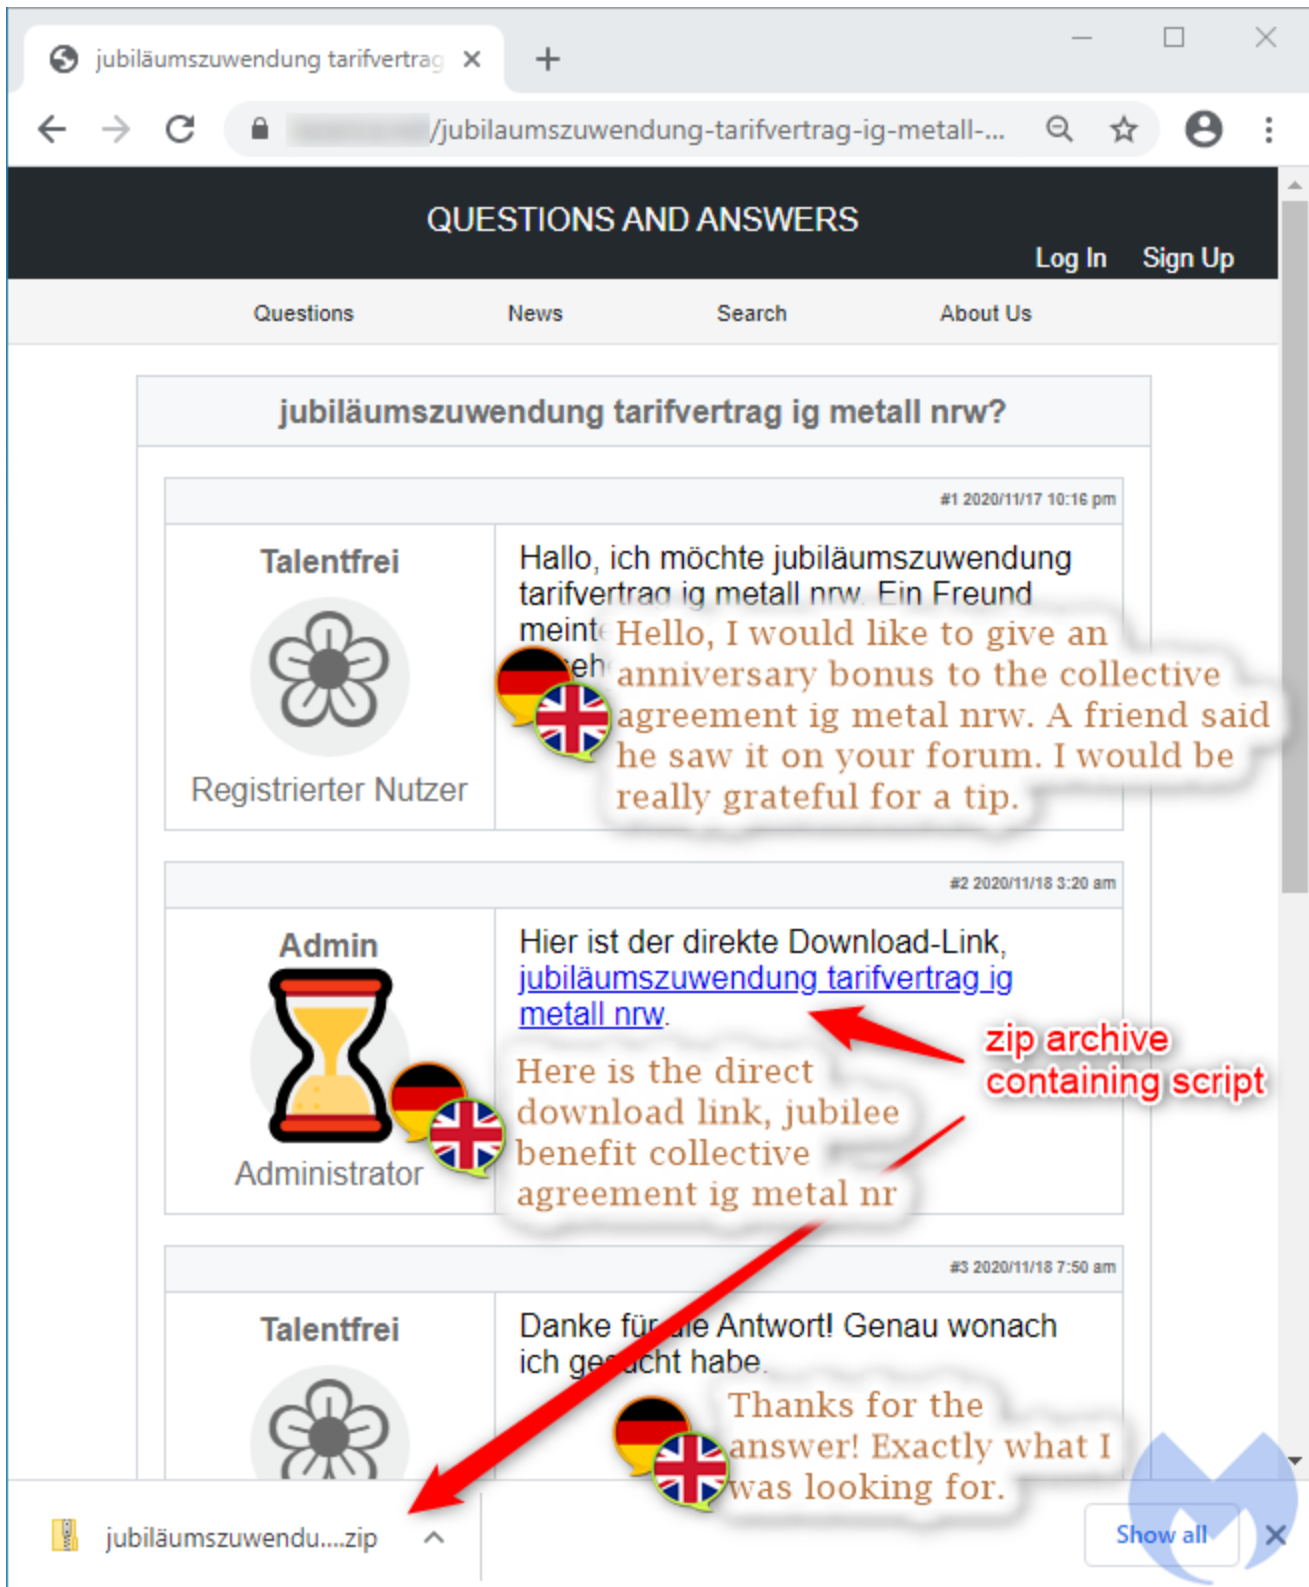 jubiläumszuwendung tarifvertrag
/jubilaumszuwendung-tarifvertrag-ig-metall-...
QUESTIONS AND ANSWERS
Log In Sign Up
Questions News Search About Us
jubiläumszuwendung tarifvertrag ig metall nrw?
#1 2020/11/17 10:16 pm
Talentfrei
Hallo, ich möchte jubiläumszuwendung
tarifvertrag ig metall nrw. Ein Freund
Hello, I would like to give an
anniversary bonus to the collective
agreement ig metal nrw. A friend said
he saw it on your forum. I would be
really grateful for a tip.
Registrierter Nutzer
#2 2020/11/18 3:20 am
Admin
Hier ist der direkte Download-Link,
jubiläumszuwendung tarifvertrag ig
metall nrw.
zip archive
containing script
Here is the direct
download link, jubilee
benefit collective
agreement ig metal nr
Administrator
#3 2020/11/18 7:50 am
Talentfrei
Danke für die Antwort! Genau wonach
ich gesucht habe.
Thanks for the
answer! Exactly what I
was looking for.
jubiläumszuwendu....zip
Show all